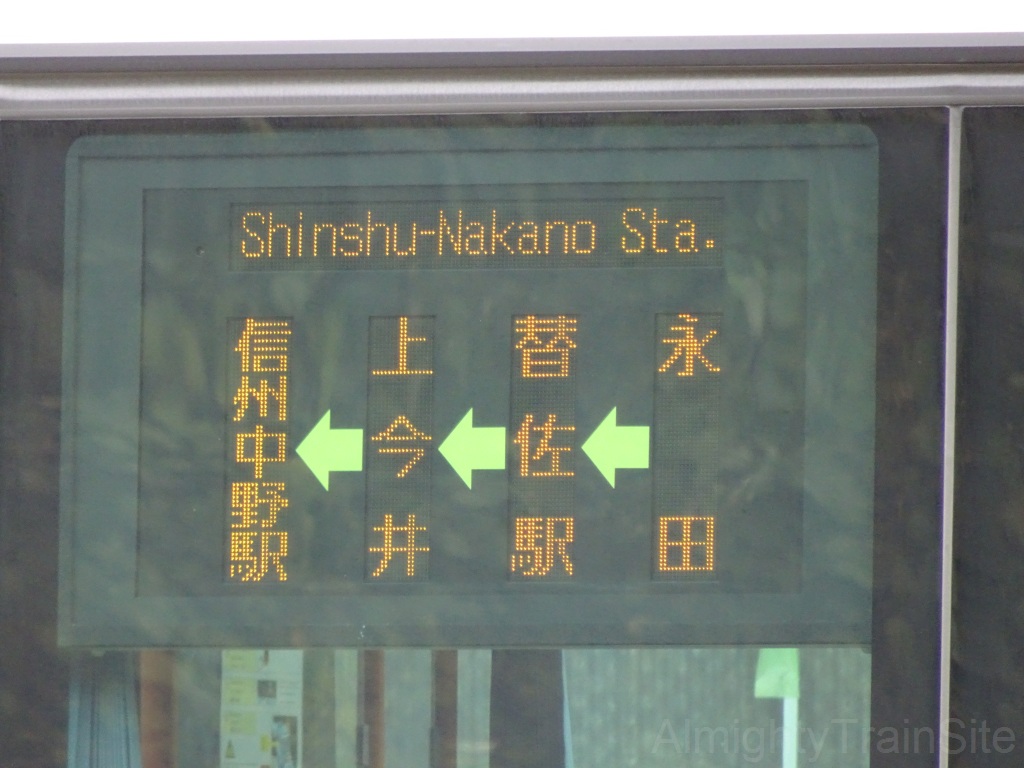 Shinshu-Nakano Sta.
永田
替佐駅
上今井
信州中野駅
AlmightyTrainSite